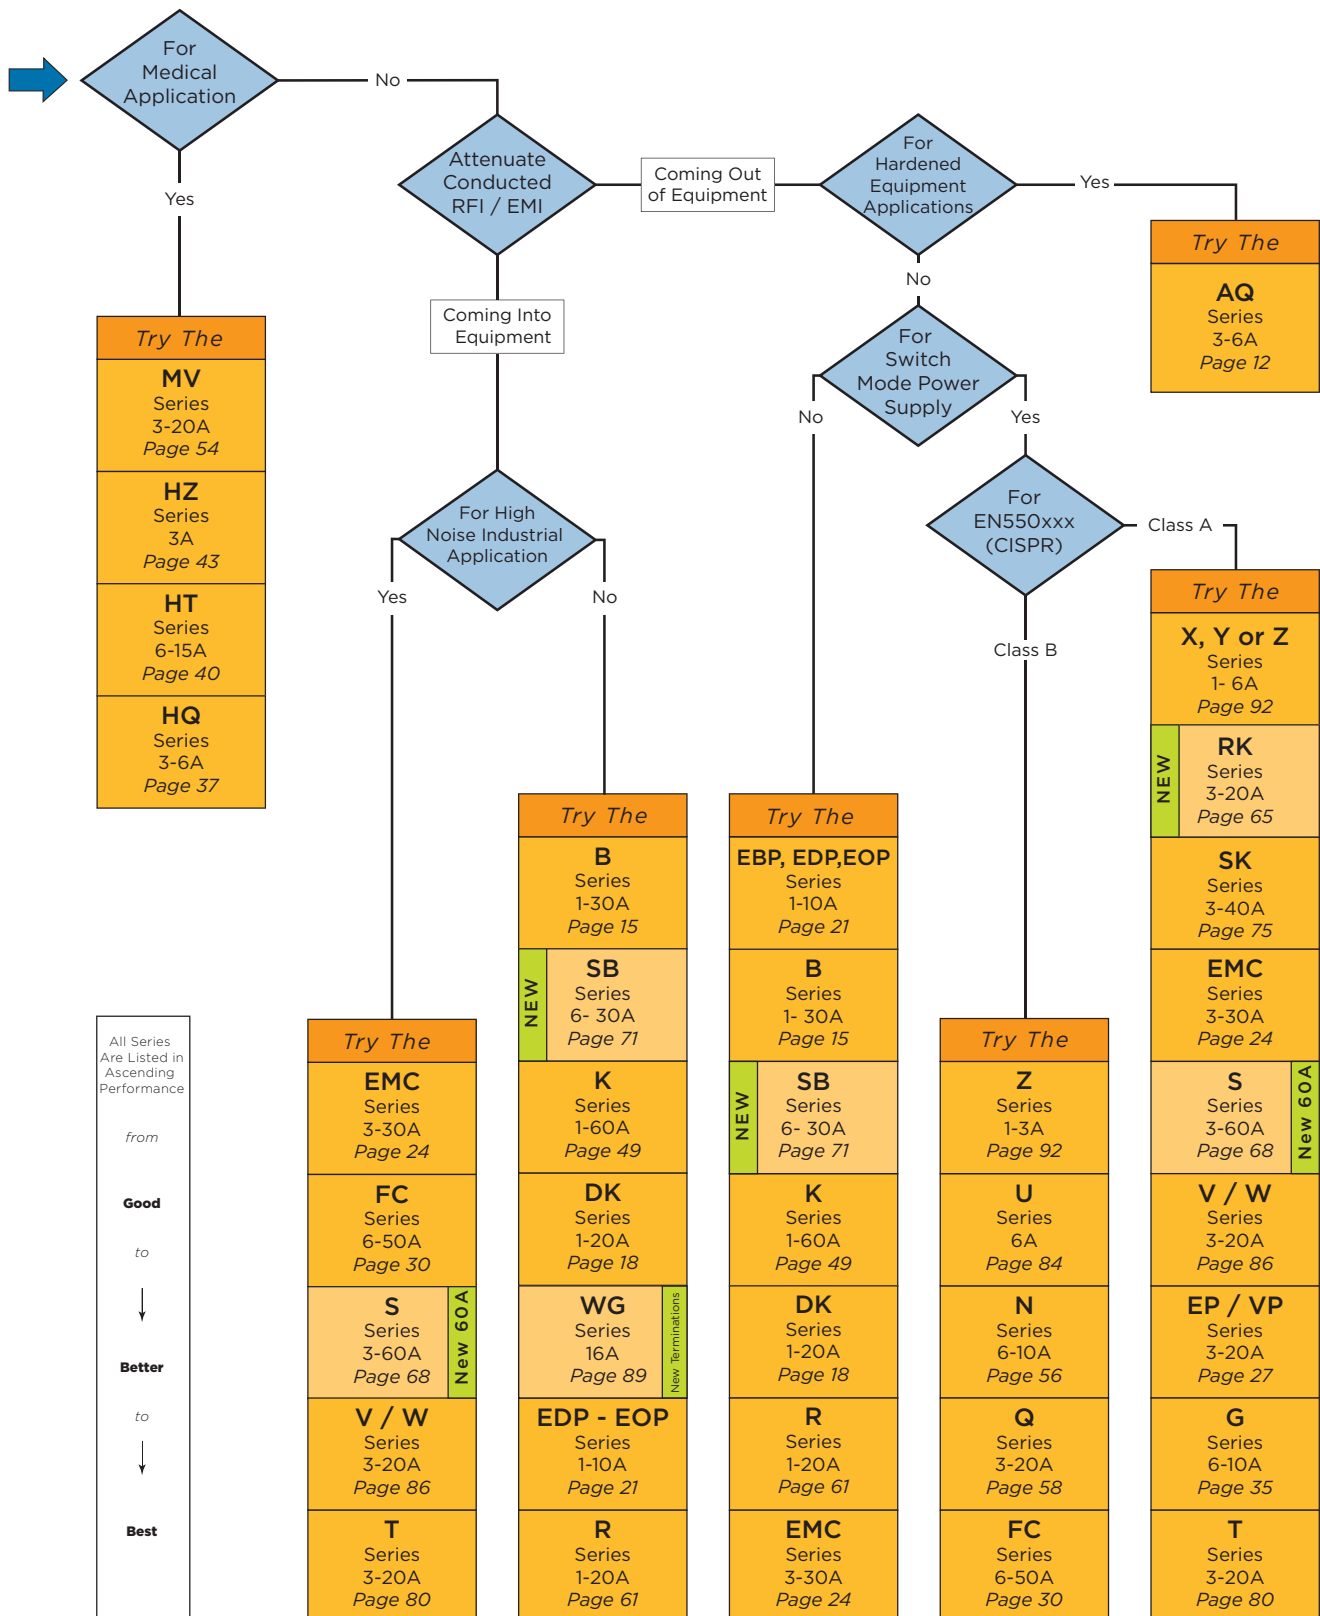 For
Medical
Application
No
Yes
Attenuate
Conducted
RFI / EMI
Coming Out
of Equipment
For
Hardened
Equipment
Applications
Yes
Try The
AQ
Series
3-6A
Page 12
No
Coming Into
Equipment
For
Switch
Mode Power
Supply
No
Yes
Try The
MV
Series
3-20A
Page 54
HZ
Series
3A
Page 43
HT
Series
6-15A
Page 40
HQ
Series
3-6A
Page 37
For High
Noise Industrial
Application
Yes
No
For
EN550xxx
(CISPR)
Class A
Class B
All Series
Are Listed in
Ascending
Performance
from
Good
to
Better
to
Best
Try The
EMC
Series
3-30A
Page 24
FC
Series
6-50A
Page 30
S
Series
3-60A
Page 68
New 60A
V / W
Series
3-20A
Page 86
T
Series
3-20A
Page 80
Try The
B
Series
1-30A
Page 15
NEW
SB
Series
6- 30A
Page 71
K
Series
1-60A
Page 49
DK
Series
1-20A
Page 18
WG
Series
16A
Page 89
New Terminations
EDP - EOP
Series
1-10A
Page 21
R
Series
1-20A
Page 61
Try The
EBP, EDP,EOP
Series
1-10A
Page 21
B
Series
1- 30A
Page 15
NEW
SB
Series
6- 30A
Page 71
K
Series
1-60A
Page 49
DK
Series
1-20A
Page 18
R
Series
1-20A
Page 61
EMC
Series
3-30A
Page 24
Try The
Z
Series
1-3A
Page 92
U
Series
6A
Page 84
N
Series
6-10A
Page 56
Q
Series
3-20A
Page 58
FC
Series
6-50A
Page 30
Try The
X, Y or Z
Series
1- 6A
Page 92
NEW
RK
Series
3-20A
Page 65
SK
Series
3-40A
Page 75
EMC
Series
3-30A
Page 24
S
Series
3-60A
Page 68
New 60A
V / W
Series
3-20A
Page 86
EP / VP
Series
3-20A
Page 27
G
Series
6-10A
Page 35
T
Series
3-20A
Page 80